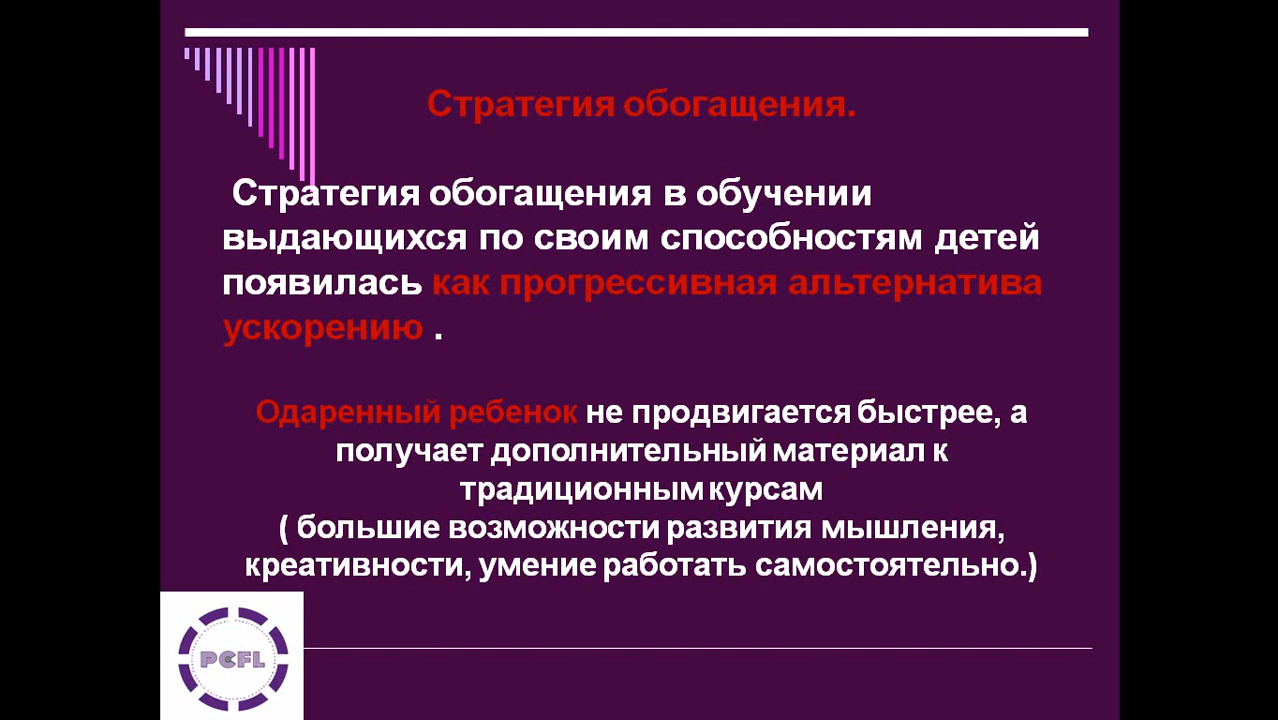 Стратегия обогащения.
Стратегия обогащения в обучении
выдающихся по своим способностям детей
появилась как прогрессивная альтернатива
ускорению .
Одаренный ребенок не продвигается быстрее, а
получает дополнительный материал к
традиционным курсам
( большие возможности развития мышления,
креативности, умение работать самостоятельно.)
PCFL